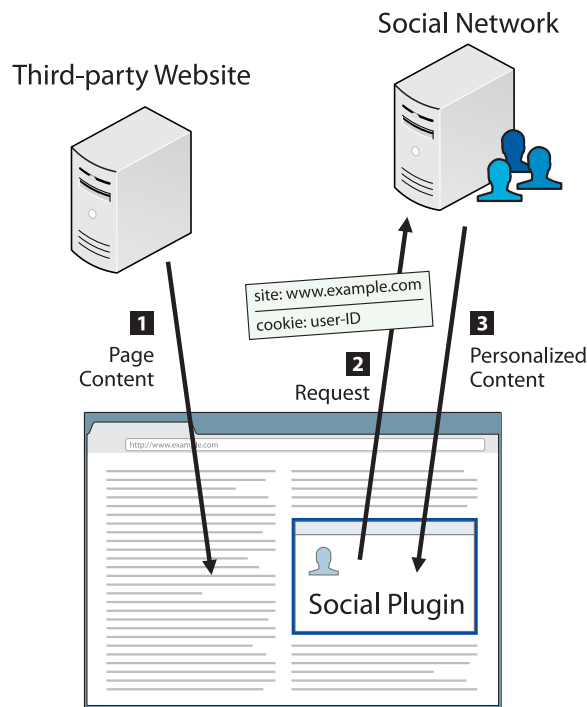 Social Network
Third-party Website
site: www.example.com
cookie: user-ID
1
Page
Content
2
Request
3
Personalized
Content
http://www.example.com
Social Plugin